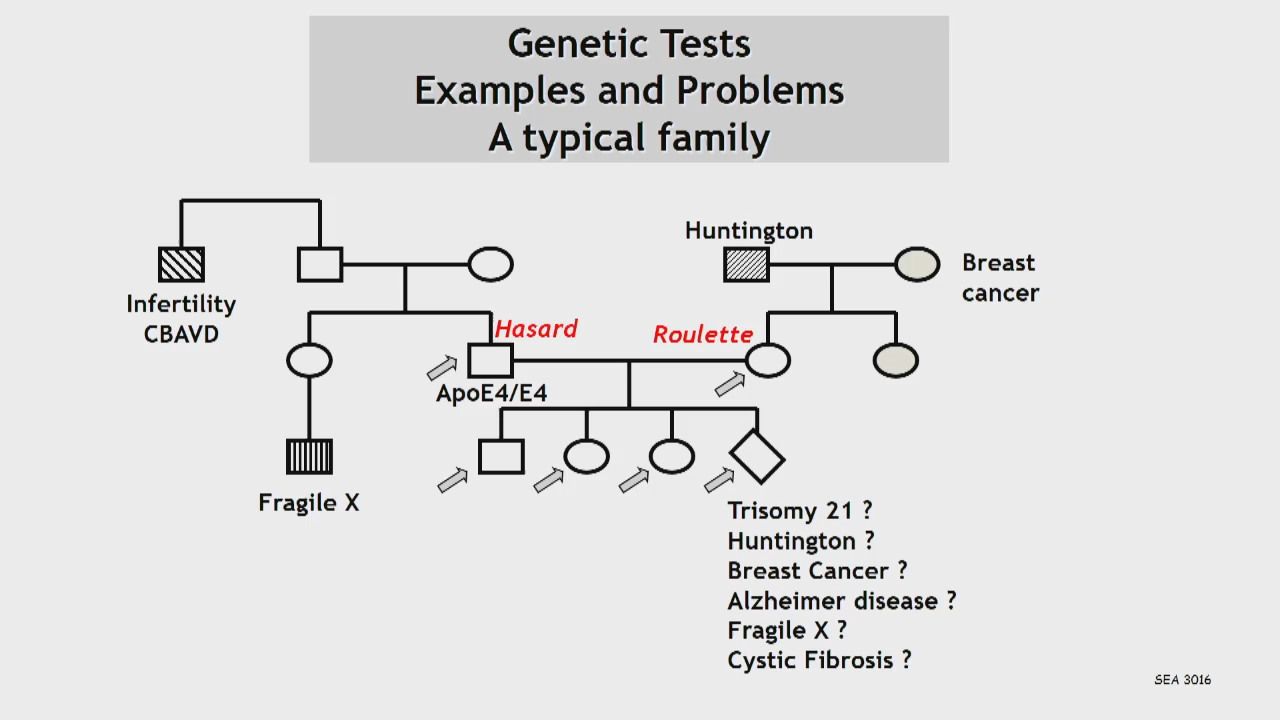 Genetic Tests
Examples and Problems
A typical family
Huntington
Breast
cancer
Infertility
CBAVD
Hasard
Roulette
ApoE4/E4
Fragile X
Trisomy 21 ?
Huntington ?
Breast Cancer ?
Alzheimer disease ?
Fragile X ?
Cystic Fibrosis ?
SEA 3016